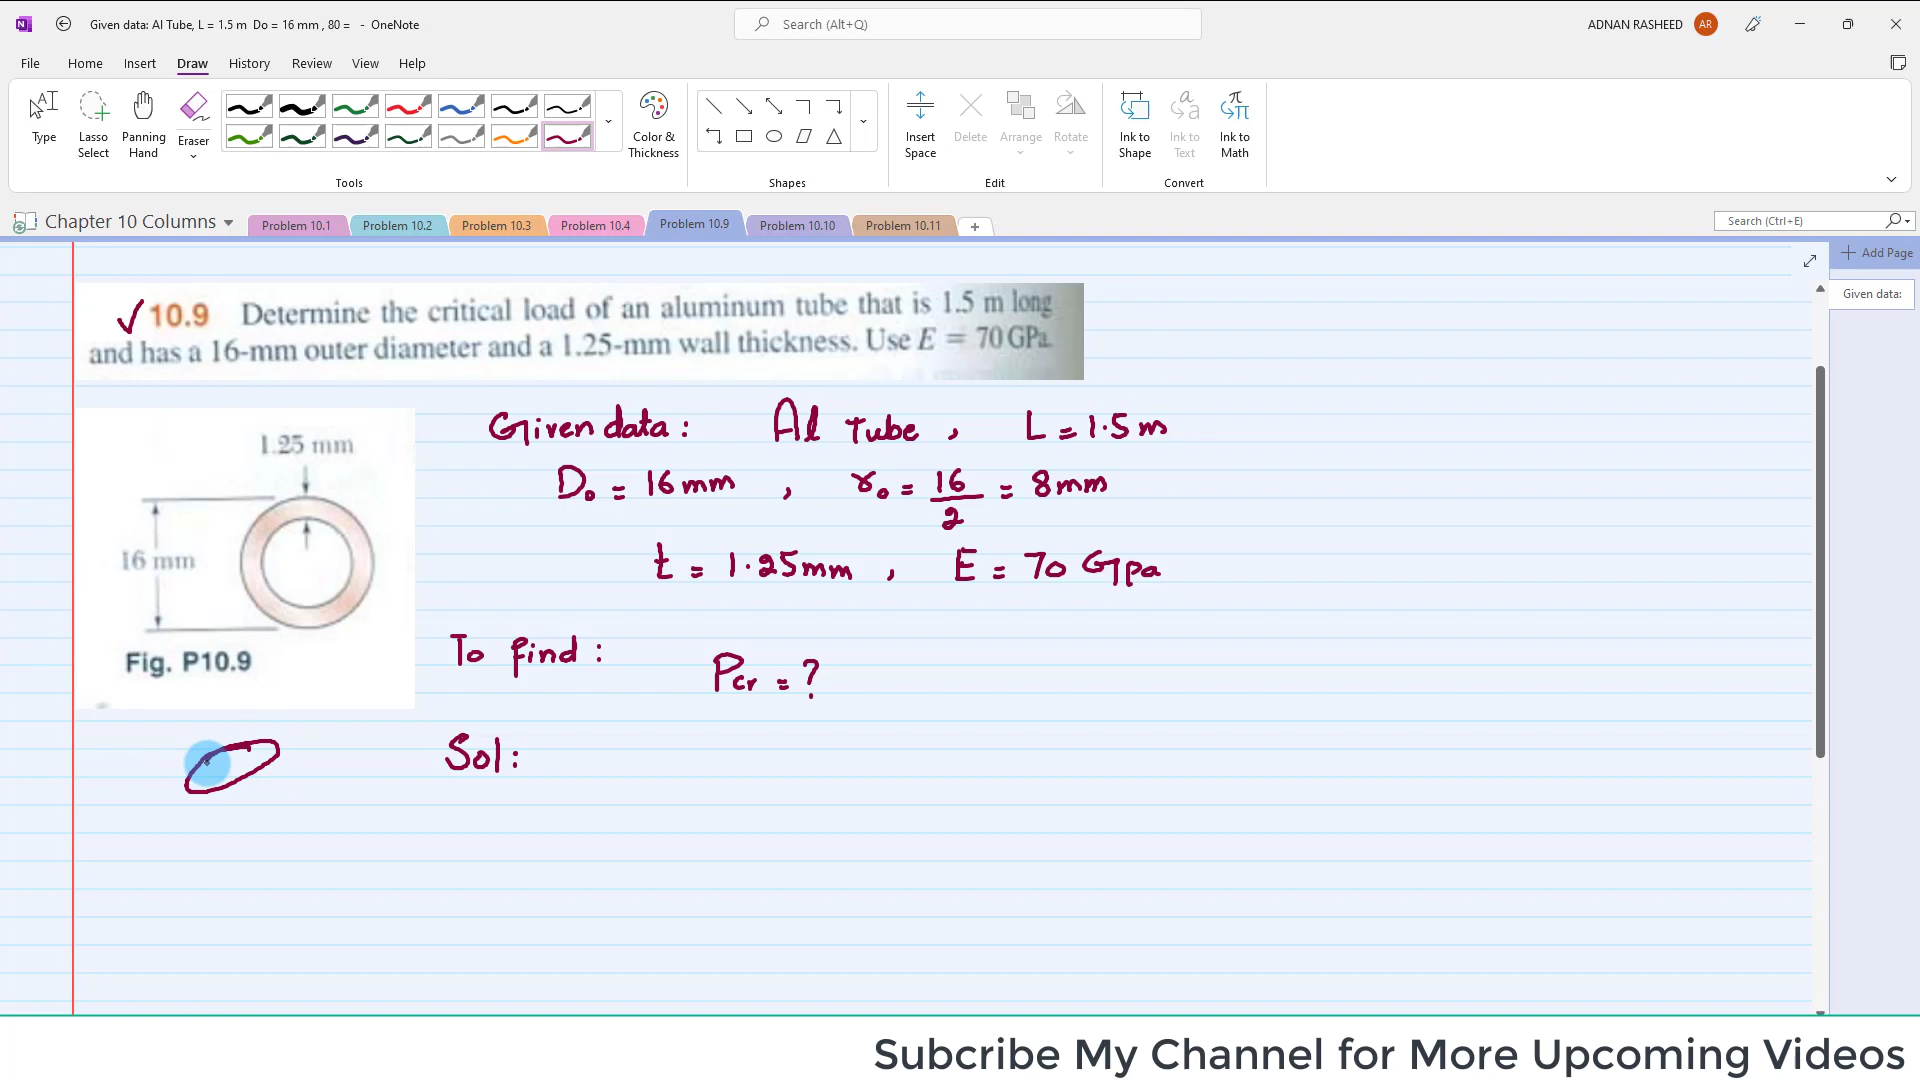 Given data: Al Tube, L = 1.5 m Do = 16 mm , 80 = - OneNote
Search (Alt+Q)
ADNAN RASHEED AR
File Home Insert Draw History Review View Help
Type
Lasso Select
Panning Hand
Eraser
Color & Thickness
Insert Space
Delete
Arrange
Rotate
Ink to Shape
Ink to Text
Ink to Math
Tools
Shapes
Edit
Convert
Chapter 10 Columns
Problem 10.1 Problem 10.2 Problem 10.3 Problem 10.4 Problem 10.9 Problem 10.10 Problem 10.11
Search (Ctrl+E)
Add Page
Given data:
10.9 Determine the critical load of an aluminum tube that is 1.5 m long
and has a 16-mm outer diameter and a 1.25-mm wall thickness. Use E = 70 GPa.
1.25 mm
16 mm
Fig. P10.9
Given data: Al Tube, L = 1.5 m
D₀ = 16 mm , r₀ = 16/2 = 8 mm
t = 1.25 mm , E = 70 Gpa
To find:
Pcr = ?
Sol:
Subcribe My Channel for More Upcoming Videos